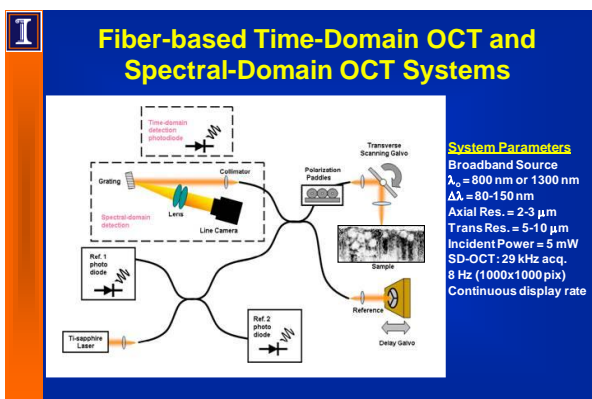 I
Fiber-based Time-Domain OCT and
Spectral-Domain OCT Systems
Time-domain
detection
photodiode
Grating
Collimator
Lens
Line Camera
Spectral-domain
detection
Polarization
Paddles
Transverse
Scanning Galvo
Sample
Ref. 1
photo
diode
Ref. 2
photo
diode
Ti-sapphire
Laser
Reference
Delay Galvo
System Parameters
Broadband Source
λo = 800 nm or 1300 nm
Δλ = 80-150 nm
Axial Res. = 2-3 μm
Trans Res. = 5-10 μm
Incident Power = 5 mW
SD-OCT: 29 kHz acq.
8 Hz (1000x1000 pix)
Continuous display rate